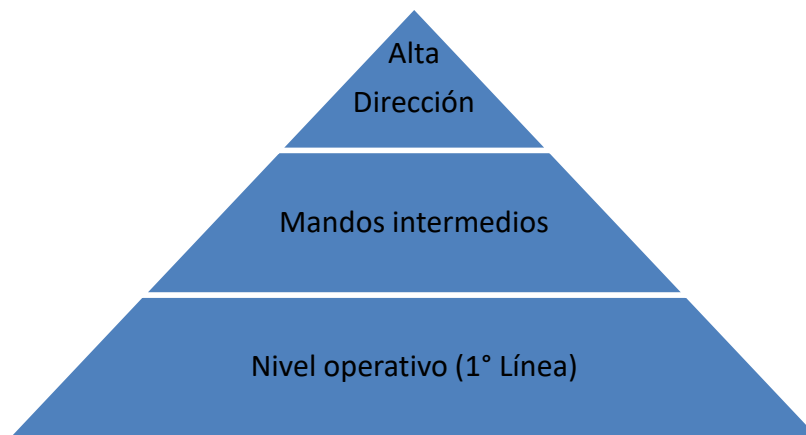 Alta
Dirección
Mandos intermedios
Nivel operativo (1° Línea)